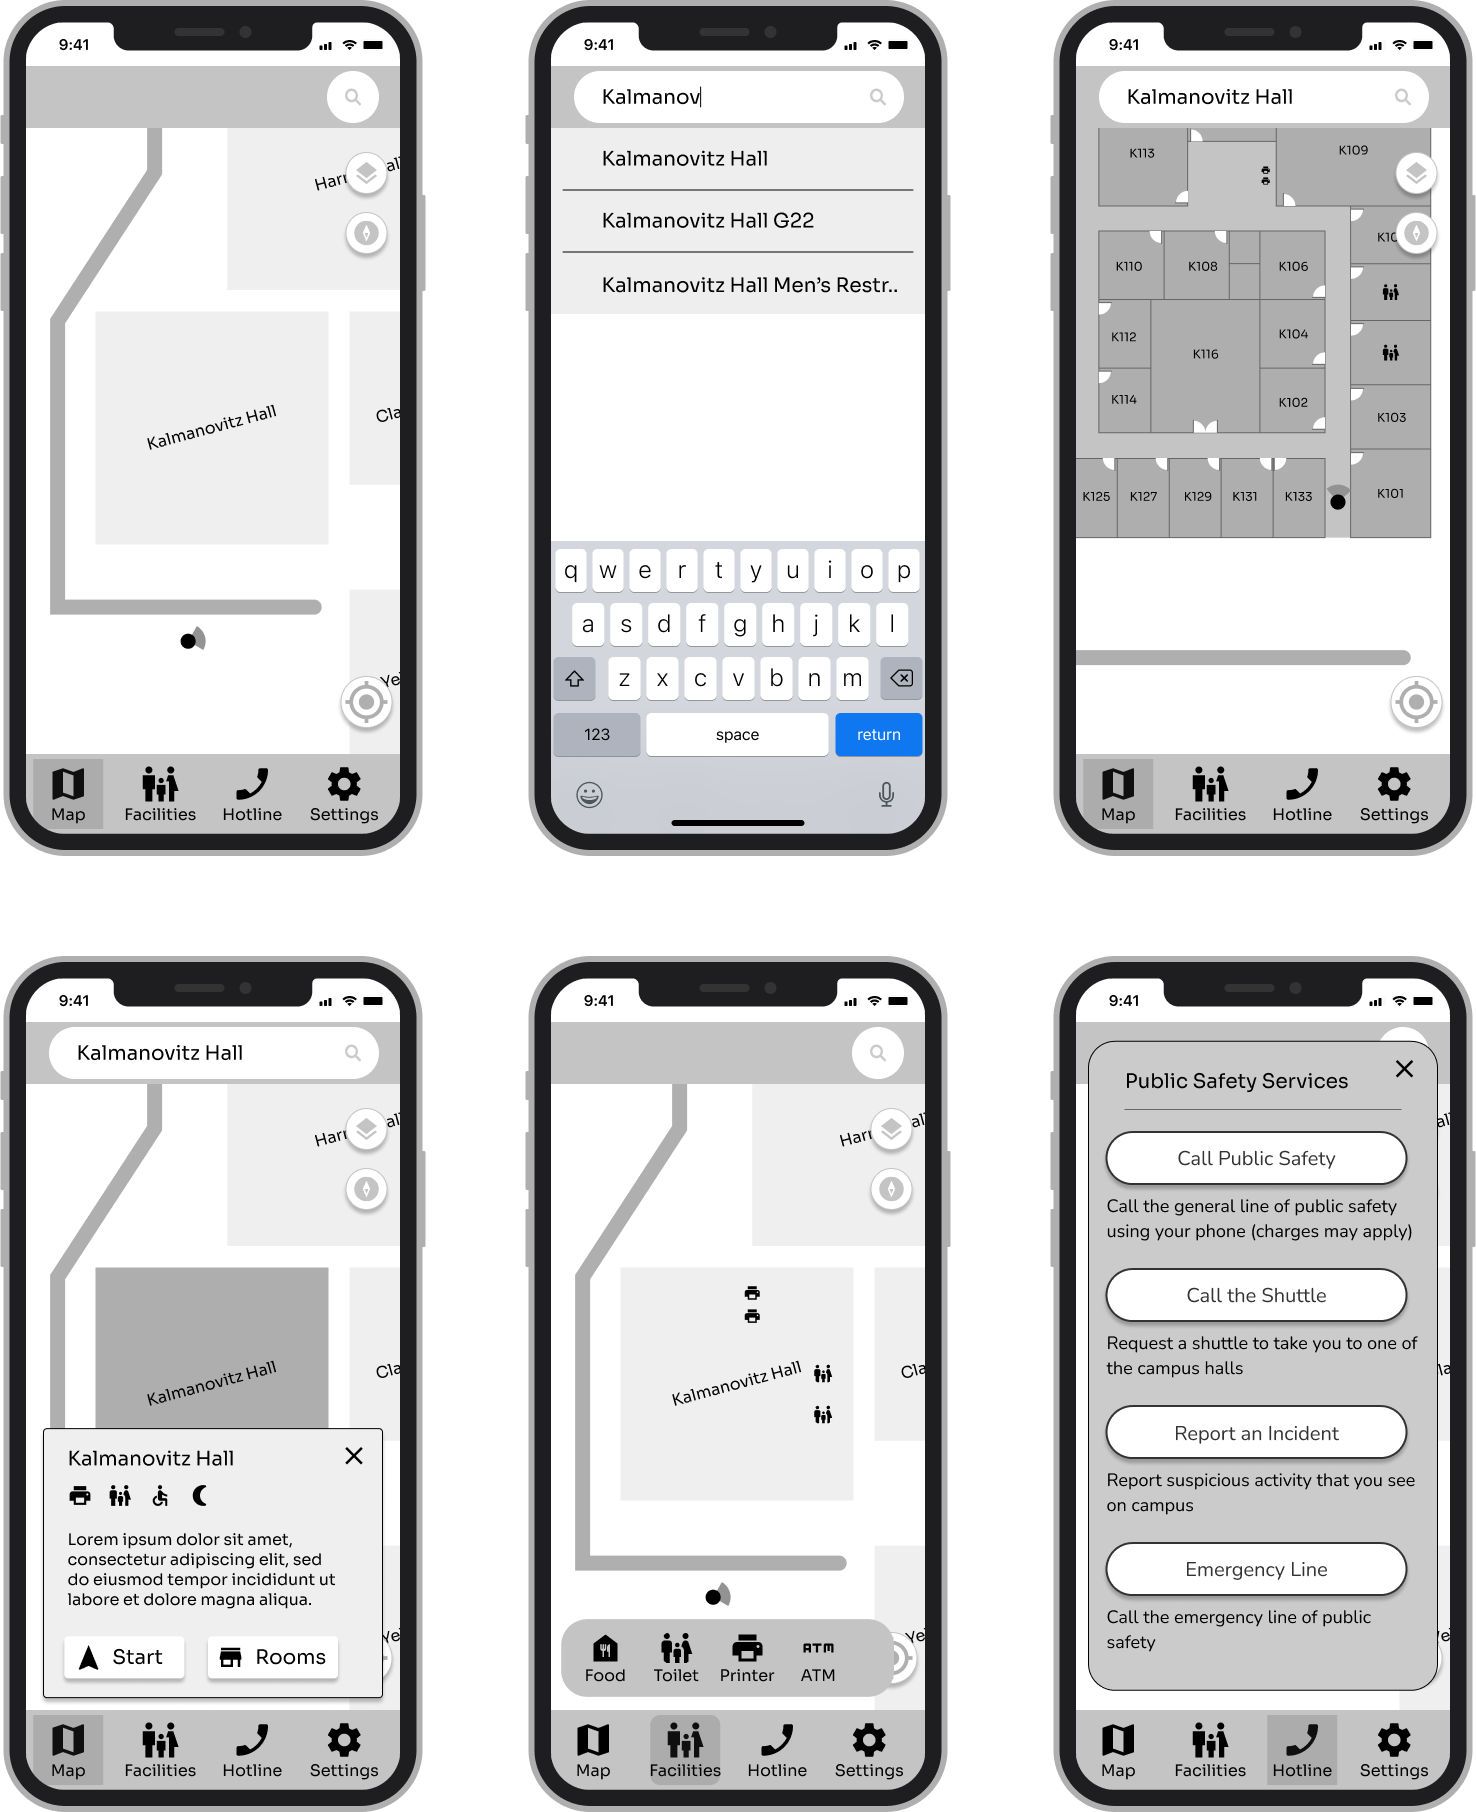 9:41
Harr
all
Kalmanovitz Hall
Cla
Ye
Map
Facilities
Hotline
Settings
9:41
Kalmanov
Kalmanovitz Hall
Kalmanovitz Hall G22
Kalmanovitz Hall Men's Restr..
q w e r t y u i o p
a s d f g h j k l
z x c v b n m
123 space return
9:41
Kalmanovitz Hall
K113
K109
K10
K110 K108 K106
K112 K116 K104
K114 K102 K103
K125 K127 K129 K131 K133 K101
Map
Facilities
Hotline
Settings
9:41
Kalmanovitz Hall
Harr
all
Kalmanovitz Hall
Cla
Kalmanovitz Hall
Lorem ipsum dolor sit amet,
consectetur adipiscing elit, sed
do eiusmod tempor incididunt ut
labore et dolore magna aliqua.
Ye
Start
Rooms
Map
Facilities
Hotline
Settings
9:41
Harr
all
Kalmanovitz Hall
Cla
Ye
Food
Toilet
Printer
ATM
ATM
Map
Facilities
Hotline
Settings
9:41
Public Safety Services
all
Call Public Safety
Call the general line of public safety
using your phone (charges may apply)
Call the Shuttle
Request a shuttle to take you to one of
the campus halls
la
Report an Incident
Report suspicious activity that you see
on campus
Emergency Line
Call the emergency line of public
safety
Map
Facilities
Hotline
Settings